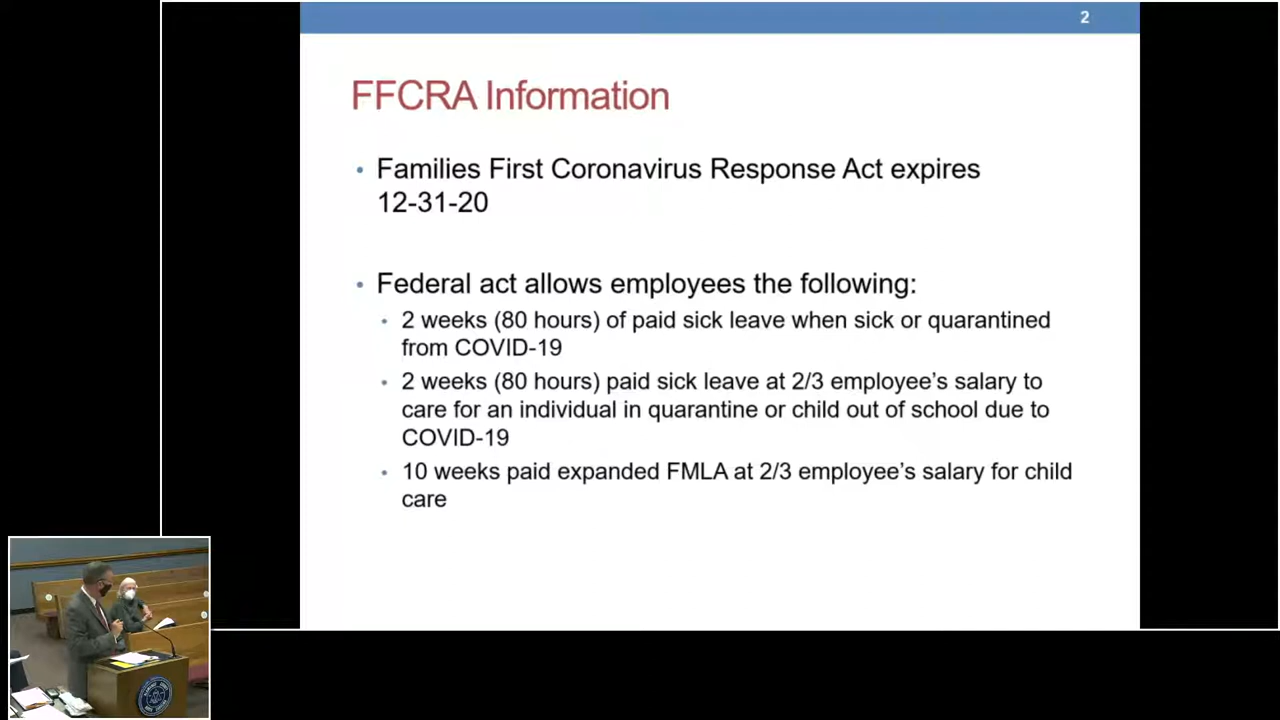 2
FFCRA Information
• Families First Coronavirus Response Act expires
12-31-20
• Federal act allows employees the following:
• 2 weeks (80 hours) of paid sick leave when sick or quarantined
from COVID-19
• 2 weeks (80 hours) paid sick leave at 2/3 employee’s salary to
care for an individual in quarantine or child out of school due to
COVID-19
• 10 weeks paid expanded FMLA at 2/3 employee’s salary for child
care